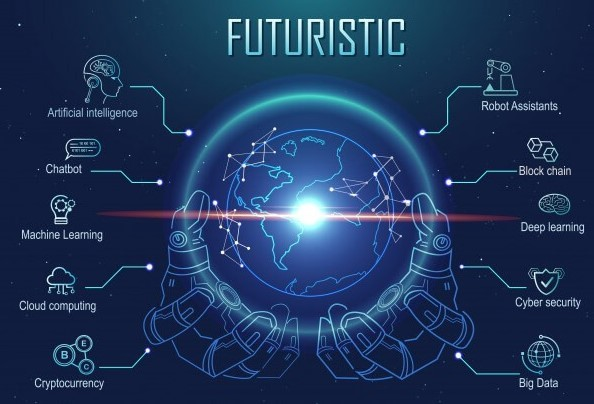 FUTURISTIC
Artificial intelligence
Chatbot
Machine Learning
Cloud computing
B
E
C
Cryptocurrency
Robot Assistants
Block chain
Deep learning
Cyber security
Big Data